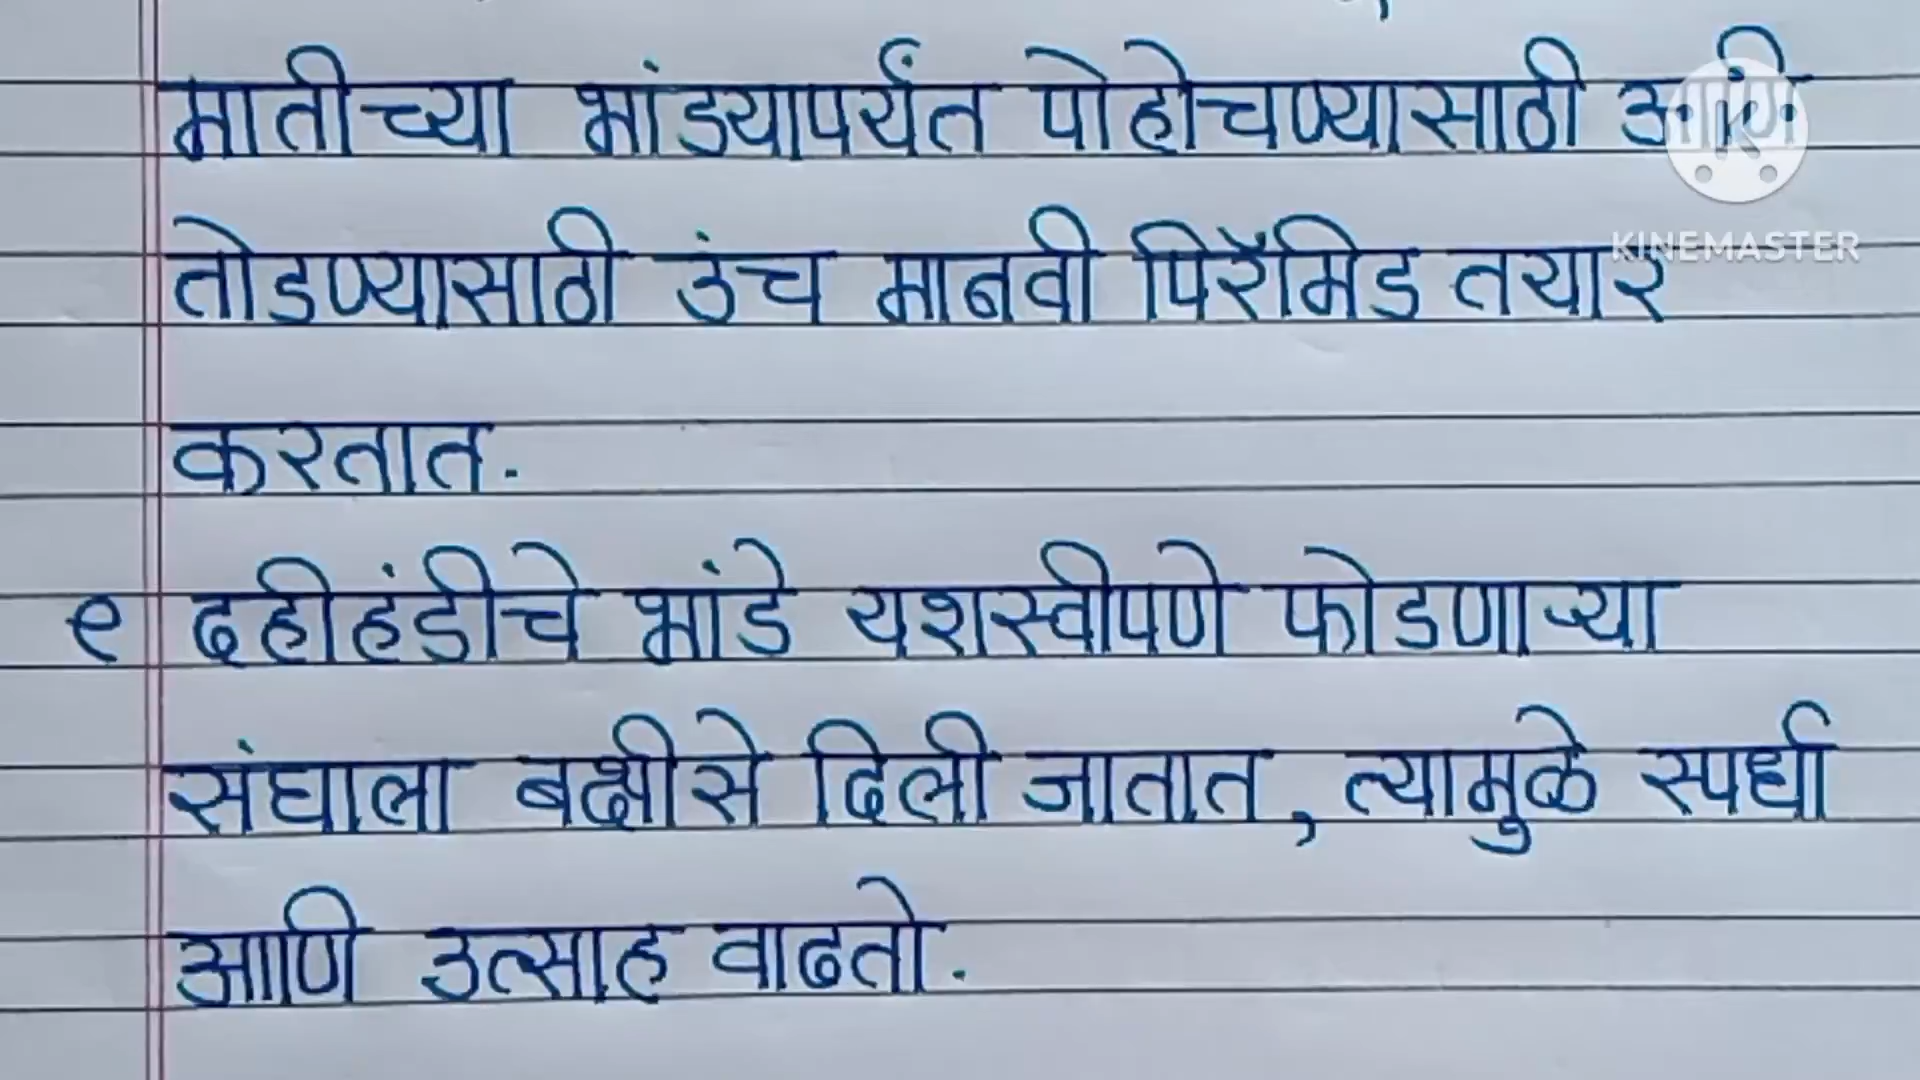 मातीच्या भांड्यापर्यंत पोहोचण्यासाठी आणि
तोडण्यासाठी उंच मानवी पिरॅमिड तयार
KINEMASTER
करतात.
९ दहीहंडीचे भांडे यशस्वीपणे फोडणाऱ्या
संघाला बक्षीसे दिली जातात, त्यामुळे स्पर्धा
आणि उत्साह वाढतो.